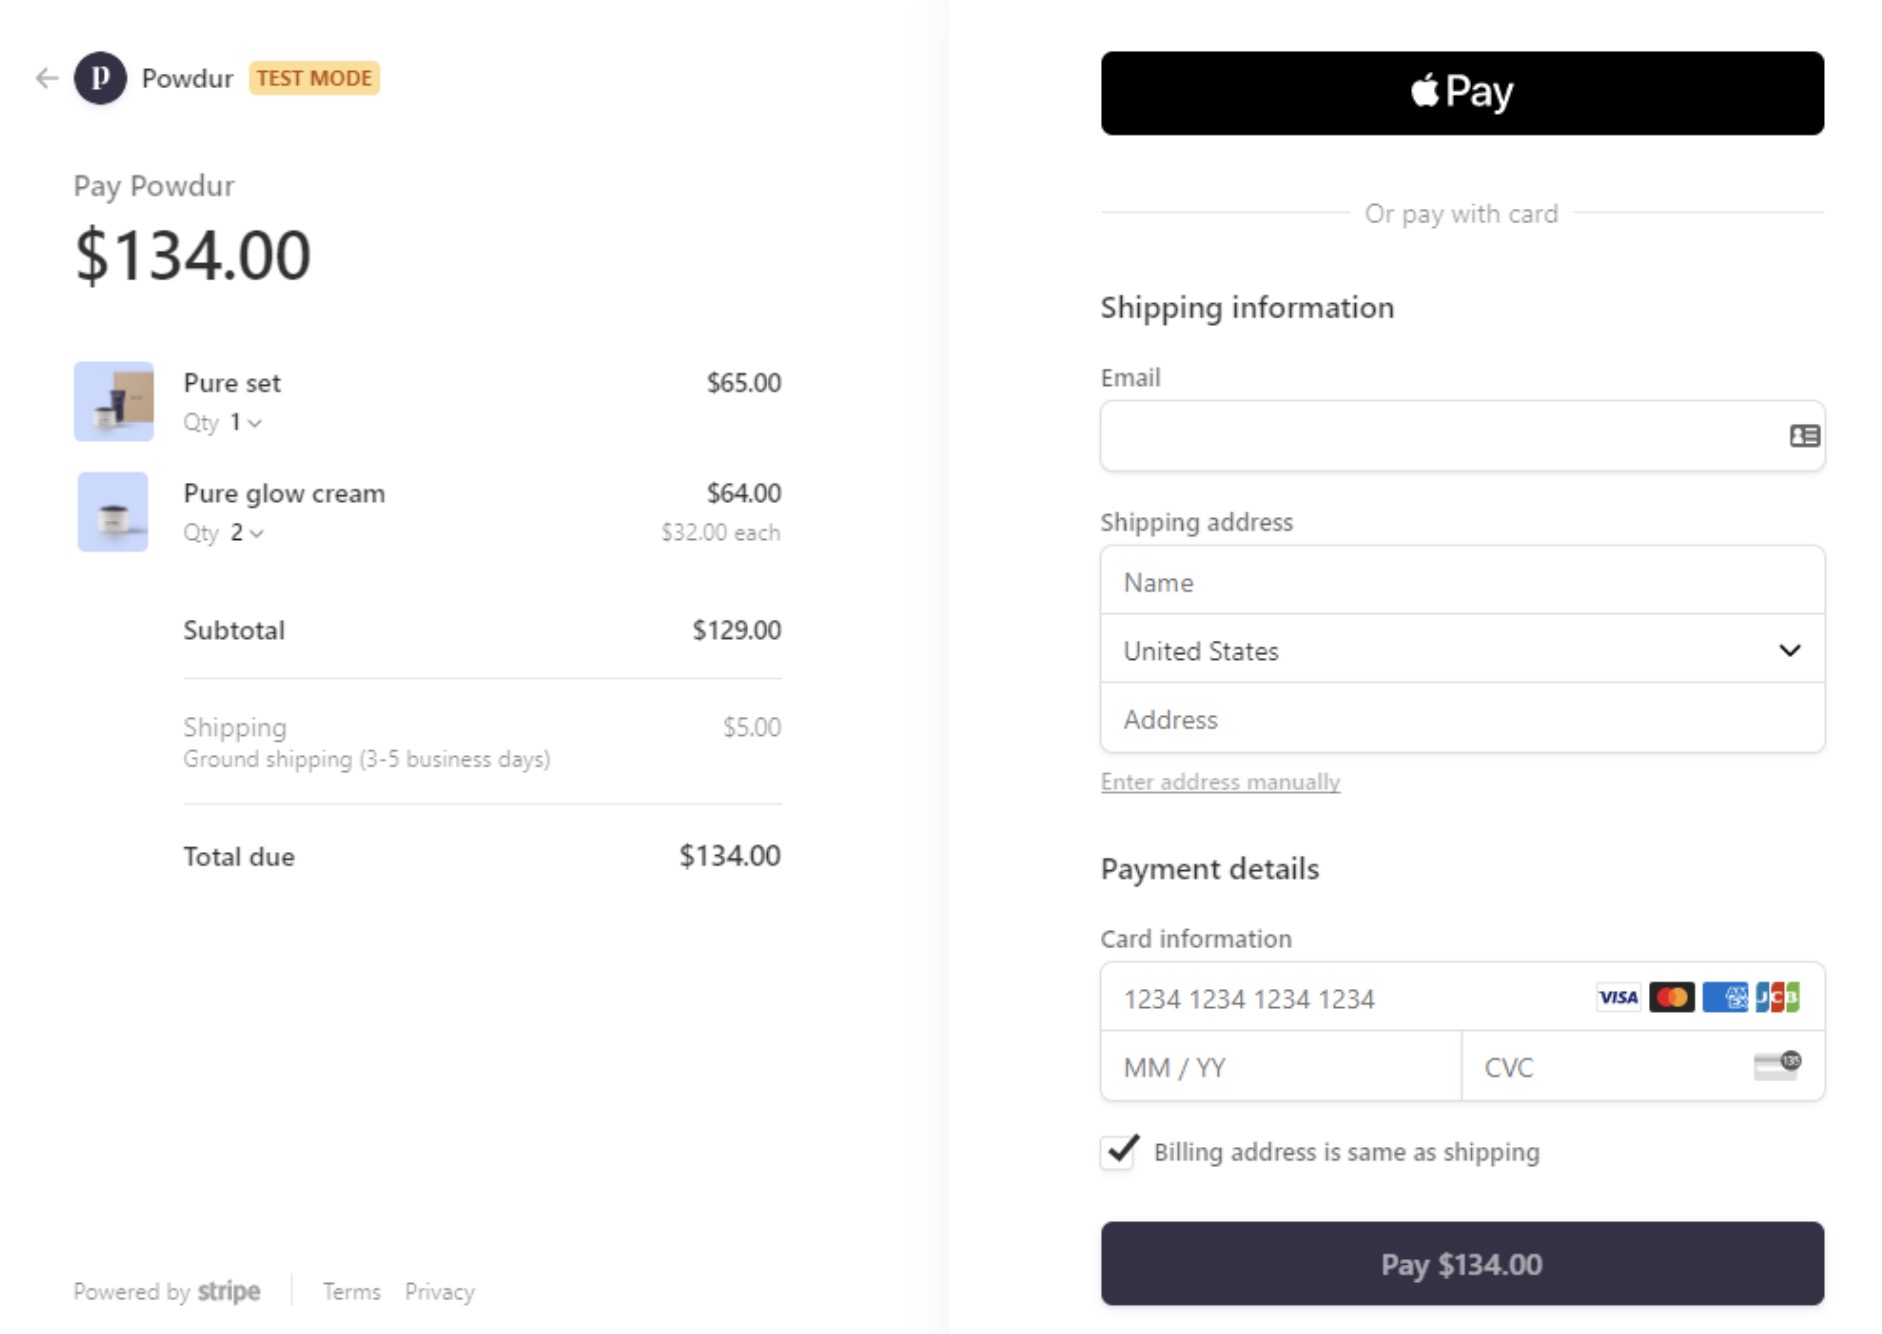 Powdur TEST MODE
Pay Powdur
$134.00
Pure set $65.00
Qty 1
Pure glow cream $64.00
Qty 2 $32.00 each
Subtotal $129.00
Shipping $5.00
Ground shipping (3-5 business days)
Total due $134.00
Powered by stripe Terms Privacy
Pay
Or pay with card
Shipping information
Email
Shipping address
Name
United States
Address
Enter address manually
Payment details
Card information
1234 1234 1234 1234 VISA AMEX JCB
MM / YY CVC 135
Billing address is same as shipping
Pay $134.00